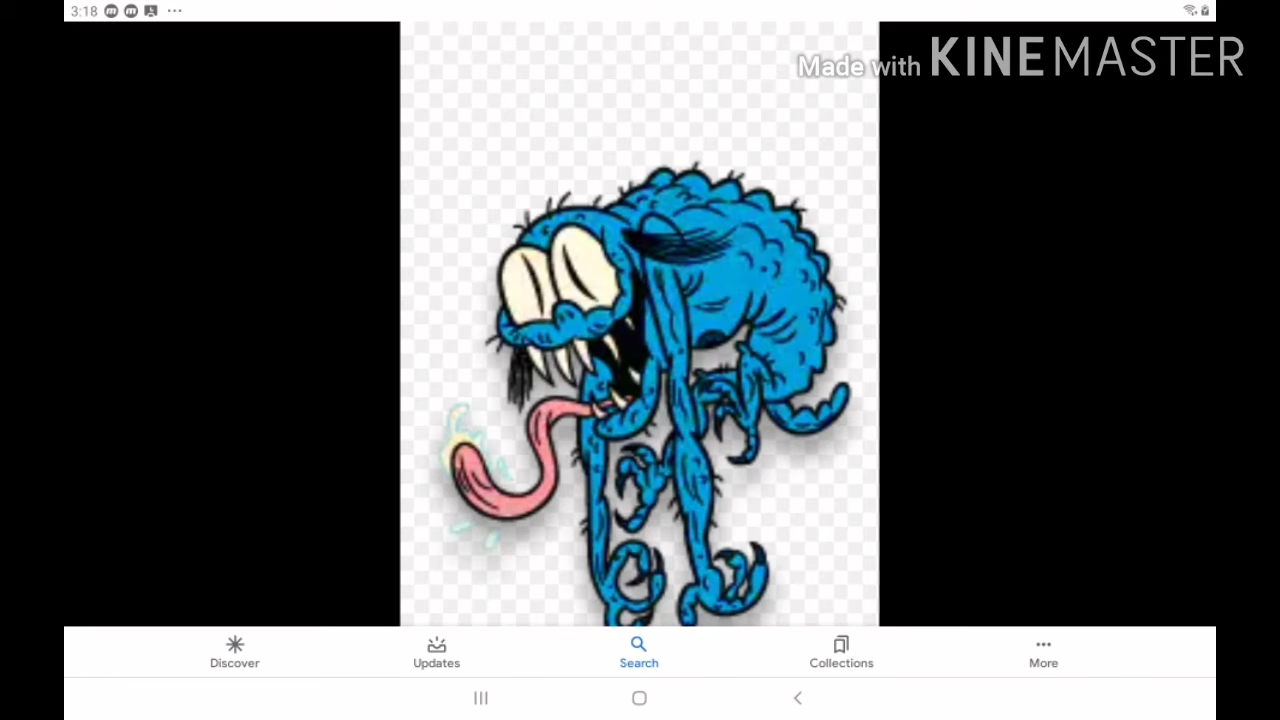 3:18
Made with KINEMASTER
Discover
Updates
Search
Collections
More